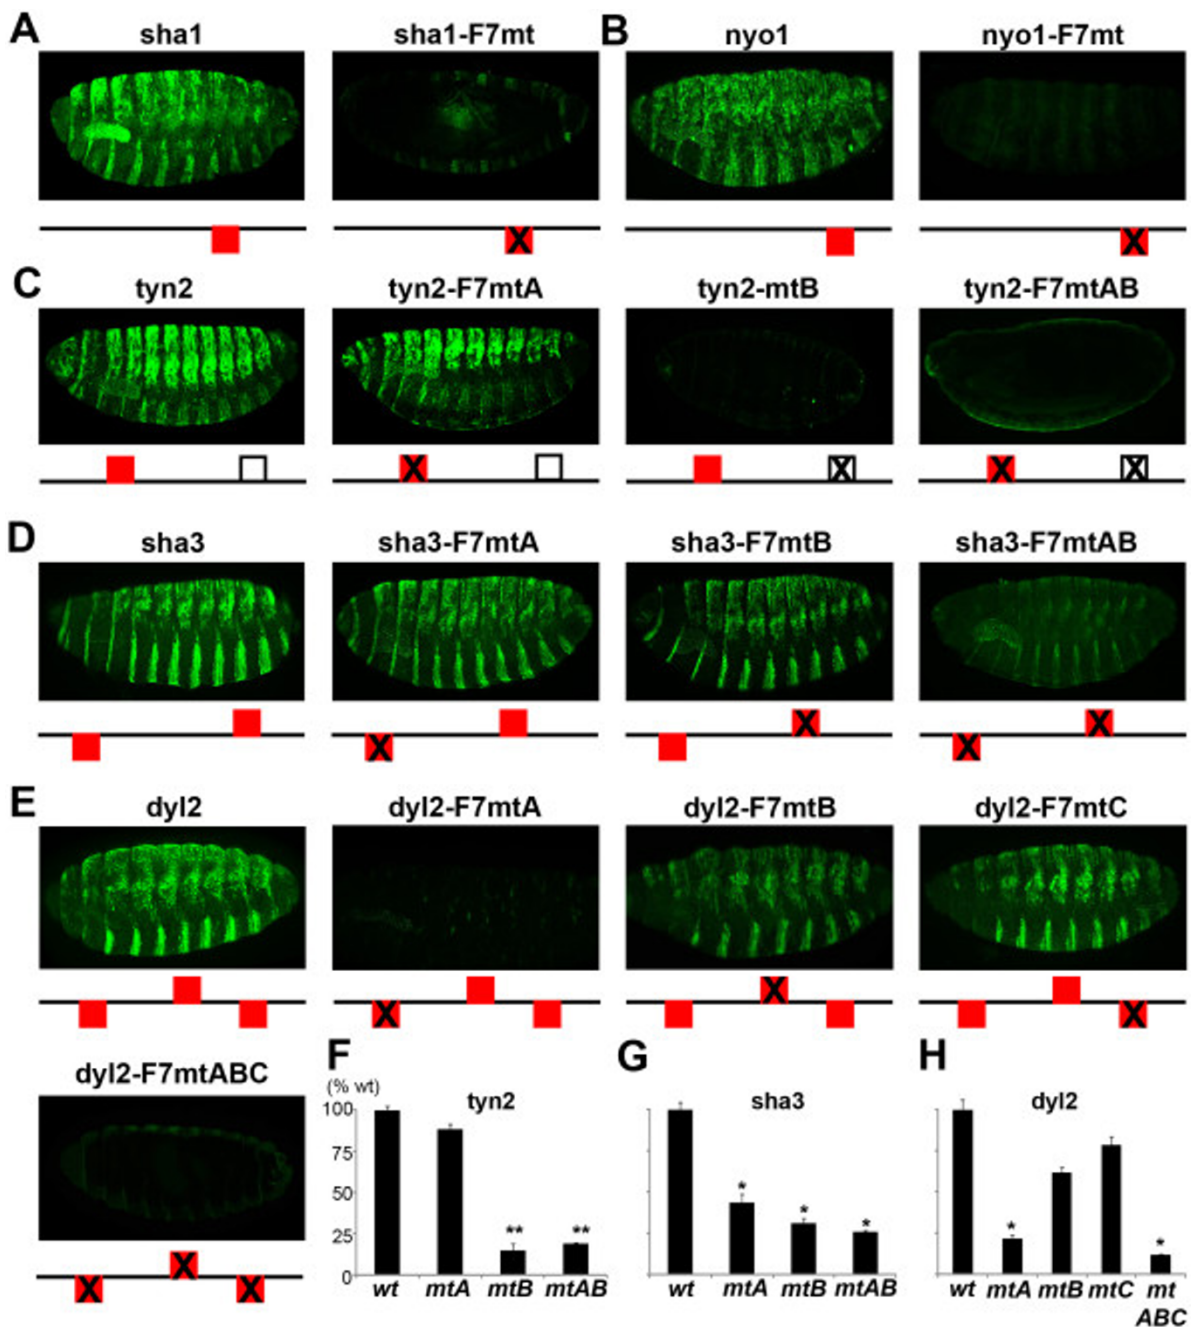 A
sha1
sha1-F7mt
B
nyo1
nyo1-F7mt
X
X
C
tyn2
tyn2-F7mtA
tyn2-mtB
tyn2-F7mtAB
X
X
X
X
D
sha3
sha3-F7mtA
sha3-F7mtB
sha3-F7mtAB
X
X
X
X
E
dyl2
dyl2-F7mtA
dyl2-F7mtB
dyl2-F7mtC
X
X
X
dyl2-F7mtABC
X
X
X
F
(% wt)
tyn2
100
75
50
25
0
**
**
wt mtA mtB mtAB
G
sha3
*
*
*
wt mtA mtB mtAB
H
dyl2
*
*
wt mtA mtB mtC mt
ABC